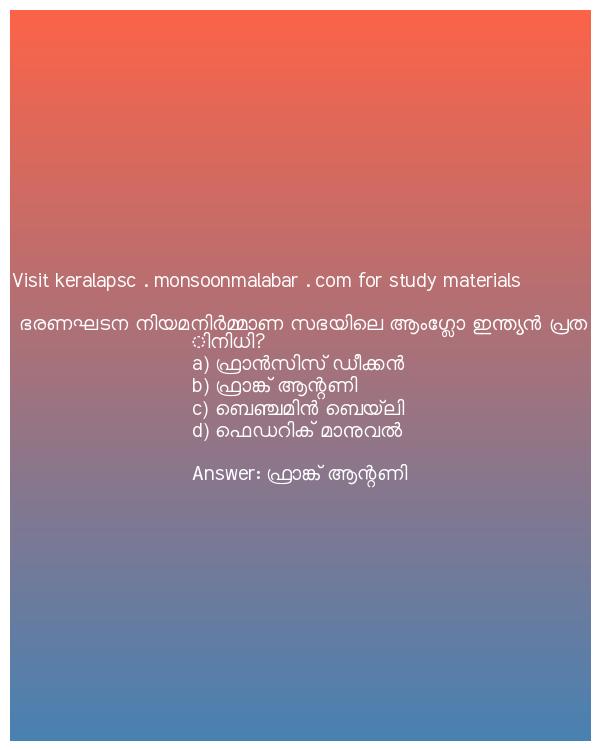 Visit keralapsc . monsoonmalabar . com for study materials
ഭരണഘടന നിയമനിർമ്മാണ സഭയിലെ ആംഗ്ലോ ഇന്ത്യൻ പ്രത
ിനിധി?
a) ഫ്രാൻസിസ് ഡീക്കൻ
b) ഫ്രാങ്ക് ആന്റണി
c) ബെഞ്ചമിൻ ബെയ്‌ലി
d) ഫെഡറിക് മാനുവൽ
Answer: ഫ്രാങ്ക് ആന്റണി